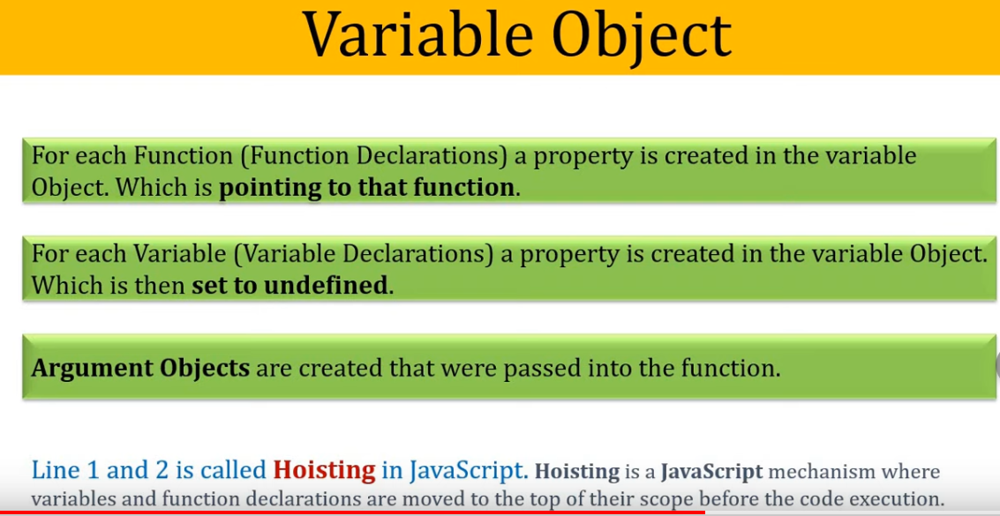 Variable Object
For each Function (Function Declarations) a property is created in the variable
Object. Which is pointing to that function.
For each Variable (Variable Declarations) a property is created in the variable Object.
Which is then set to undefined.
Argument Objects are created that were passed into the function.
Line 1 and 2 is called Hoisting in JavaScript. Hoisting is a JavaScript mechanism where
variables and function declarations are moved to the top of their scope before the code execution.